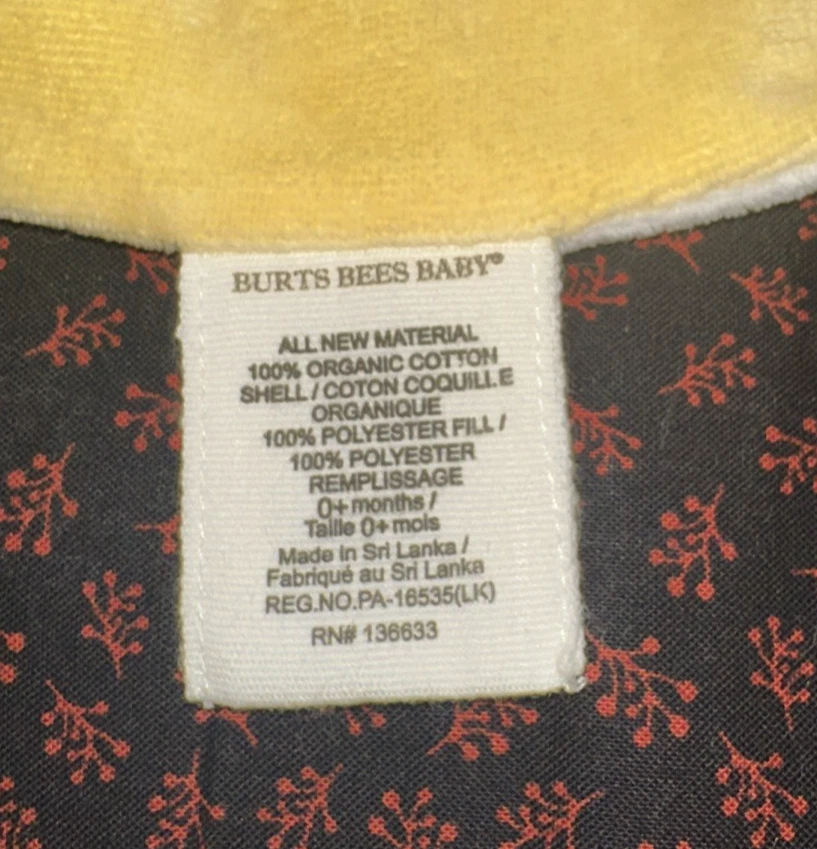 BURTS BEES BABY®
ALL NEW MATERIAL
100% ORGANIC COTTON
SHELL / COTON COQUILLE
ORGANIQUE
100% POLYESTER FILL /
100% POLYESTER
REMPLISSAGE
0+ months /
Taille 0+ mois
Made in Sri Lanka /
Fabriqué au Sri Lanka
REG.NO.PA-16535(LK)
RN# 136633